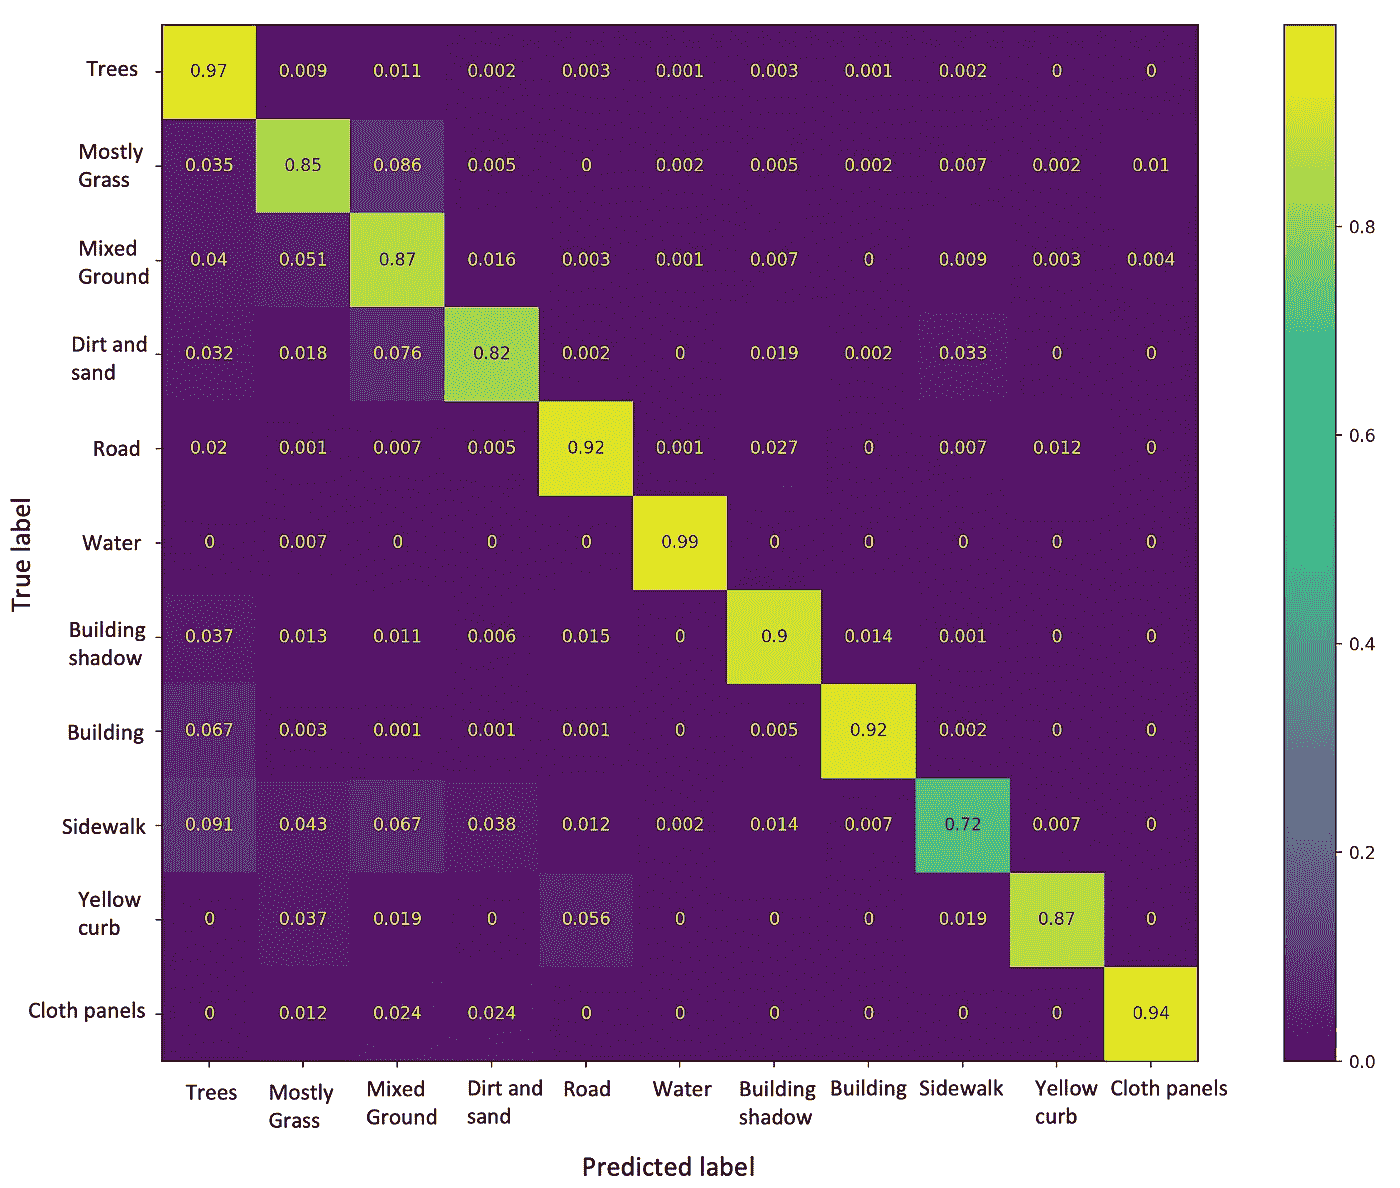 Trees 0.97 0.009 0.011 0.002 0.003 0.001 0.003 0.001 0.002 0 0
Mostly
Grass
0.035 0.85 0.086 0.005 0 0.002 0.005 0.002 0.007 0.002 0.01
Mixed
Ground
0.04 0.051 0.87 0.016 0.003 0.001 0.007 0 0.009 0.003 0.004
Dirt and
sand
0.032 0.018 0.076 0.82 0.002 0 0.019 0.002 0.033 0 0
Road 0.02 0.001 0.007 0.005 0.92 0.001 0.027 0 0.007 0.012 0
Water 0 0.007 0 0 0 0.99 0 0 0 0 0
Building
shadow
0.037 0.013 0.011 0.006 0.015 0 0.9 0.014 0.001 0 0
Building 0.067 0.003 0.001 0.001 0.001 0 0.005 0.92 0.002 0 0
Sidewalk 0.091 0.043 0.067 0.038 0.012 0.002 0.014 0.007 0.72 0.007 0
Yellow
curb
0 0.037 0.019 0 0.056 0 0 0 0.019 0.87 0
Cloth panels 0 0.012 0.024 0.024 0 0 0 0 0 0 0.94
True label
Trees
Mostly
Grass
Mixed
Ground
Dirt and
sand
Road
Water
Building
shadow
Building
Sidewalk
Yellow
curb
Cloth panels
Predicted label
0.8
0.6
0.4
0.2
0.0